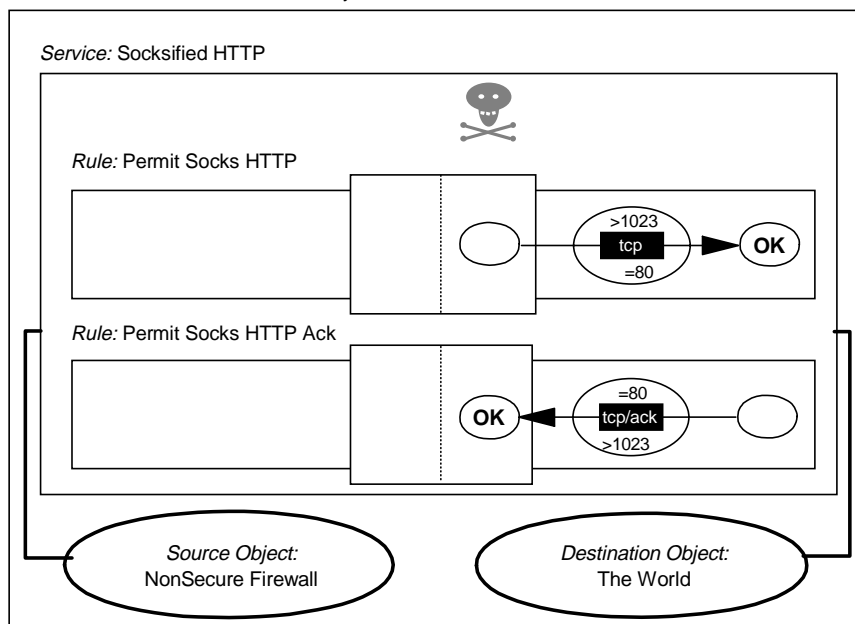 Service: Socksified HTTP
Rule: Permit Socks HTTP
>1023
tcp
=80
OK
Rule: Permit Socks HTTP Ack
OK
=80
tcp/ack
>1023
Source Object:
NonSecure Firewall
Destination Object:
The World